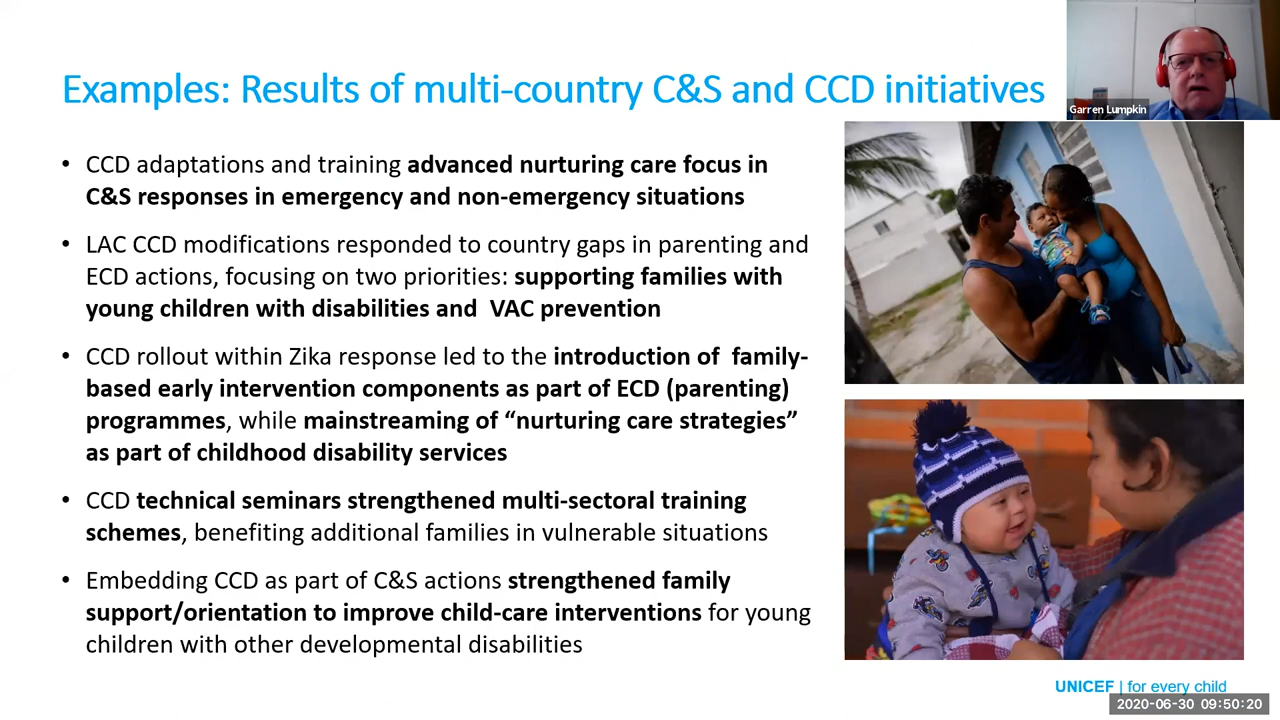 Examples: Results of multi-country C&S and CCD initiatives
Garren Lumpkin
• CCD adaptations and training advanced nurturing care focus in
C&S responses in emergency and non-emergency situations
• LAC CCD modifications responded to country gaps in parenting and
ECD actions, focusing on two priorities: supporting families with
young children with disabilities and VAC prevention
• CCD rollout within Zika response led to the introduction of family-
based early intervention components as part of ECD (parenting)
programmes, while mainstreaming of “nurturing care strategies”
as part of childhood disability services
• CCD technical seminars strengthened multi-sectoral training
schemes, benefiting additional families in vulnerable situations
• Embedding CCD as part of C&S actions strengthened family
support/orientation to improve child-care interventions for young
children with other developmental disabilities
UNICEF | for every child
2020-06-30 09:50:20